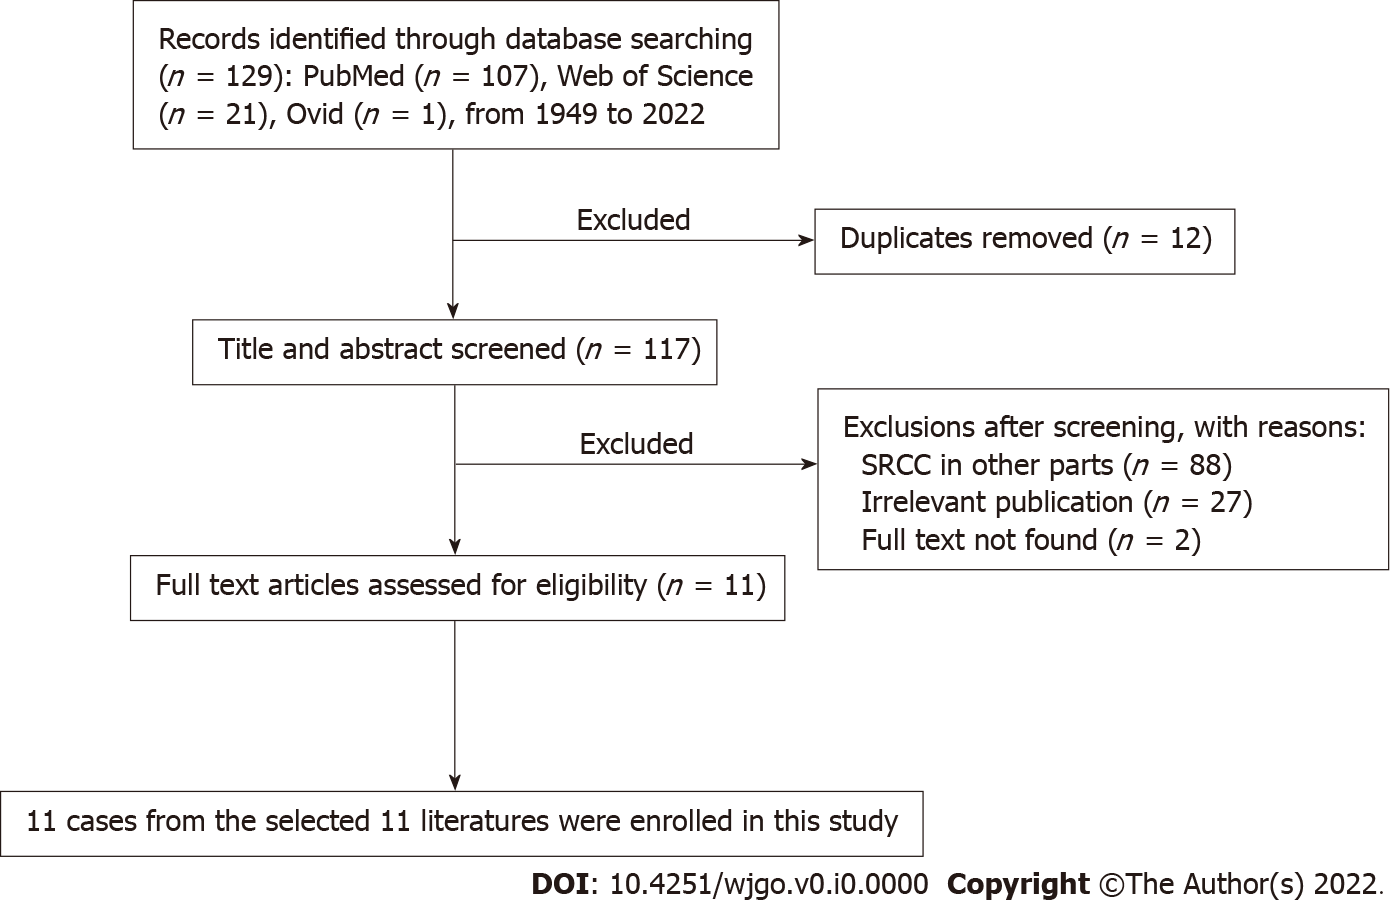 Records identified through database searching
(n = 129): PubMed (n = 107), Web of Science
(n = 21), Ovid (n = 1), from 1949 to 2022
Excluded
Duplicates removed (n = 12)
Title and abstract screened (n = 117)
Excluded
Exclusions after screening, with reasons:
SRCC in other parts (n = 88)
Irrelevant publication (n = 27)
Full text not found (n = 2)
Full text articles assessed for eligibility (n = 11)
11 cases from the selected 11 literatures were enrolled in this study
DOI: 10.4251/wjgo.v0.i0.0000 Copyright ©The Author(s) 2022.